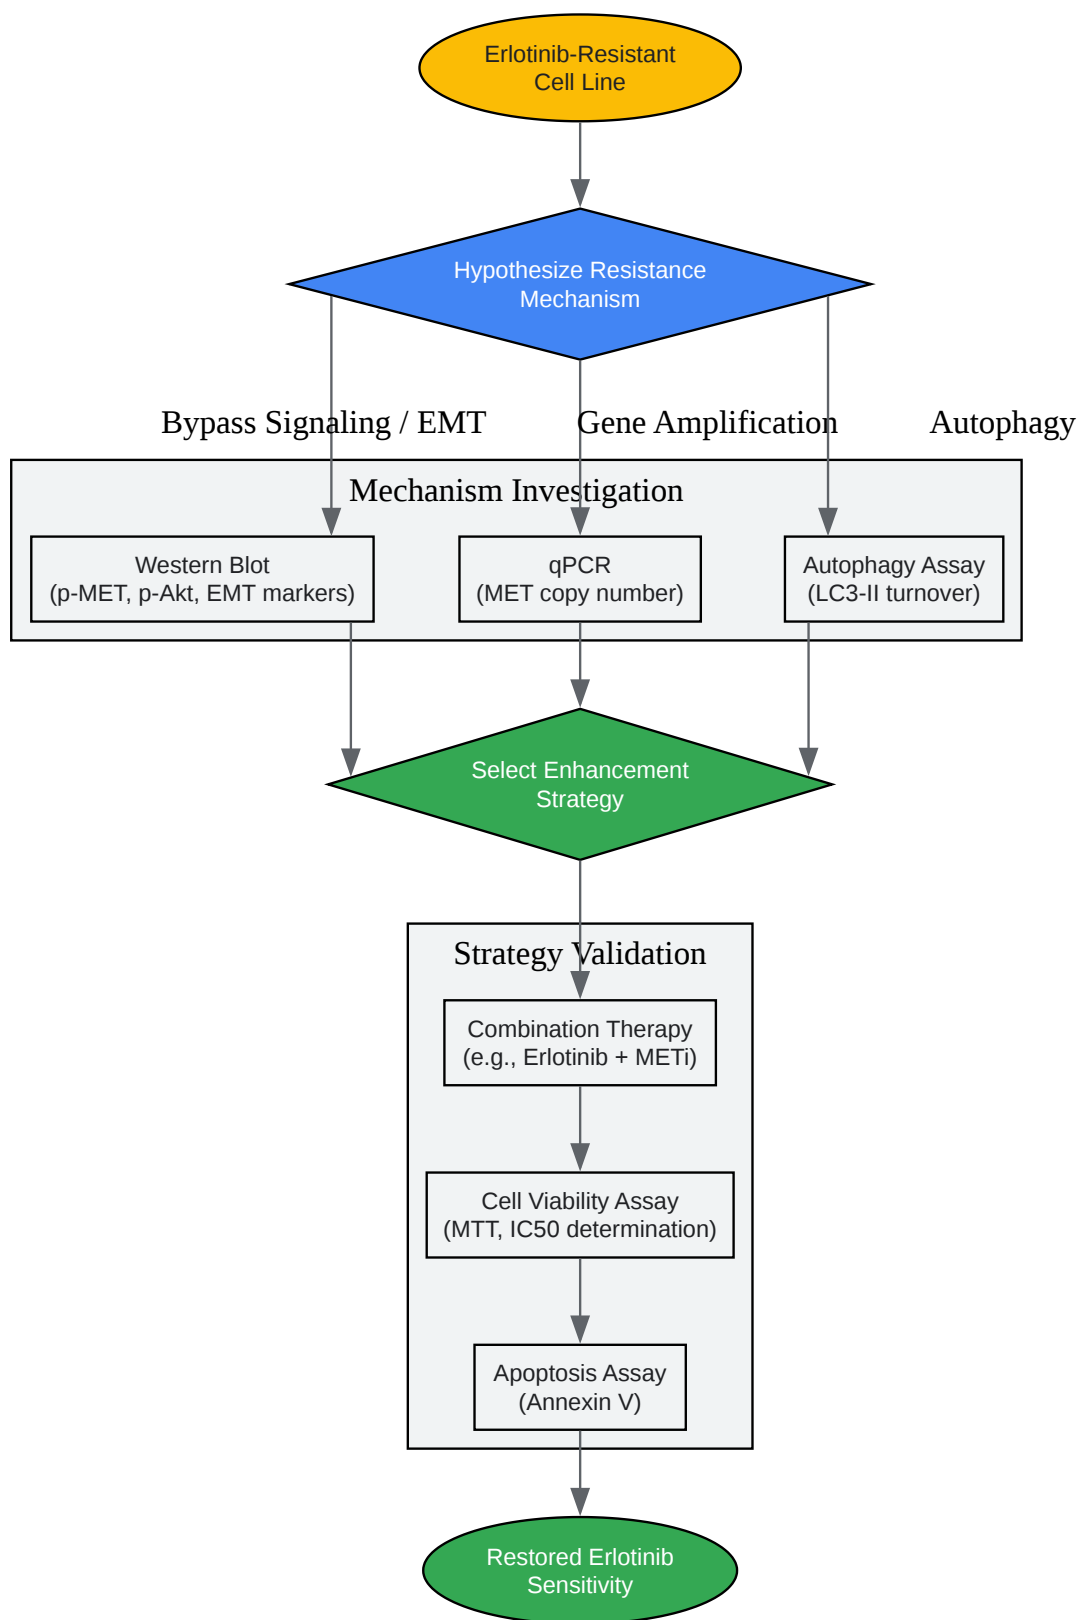 Erlotinib-Resistant
Cell Line
Hypothesize Resistance
Mechanism
Bypass Signaling / EMT
Gene Amplification
Autophagy
Mechanism Investigation
Western Blot
(p-MET, p-Akt, EMT markers)
qPCR
(MET copy number)
Autophagy Assay
(LC3-II turnover)
Select Enhancement
Strategy
Strategy Validation
Combination Therapy
(e.g., Erlotinib + METi)
Cell Viability Assay
(MTT, IC50 determination)
Apoptosis Assay
(Annexin V)
Restored Erlotinib
Sensitivity